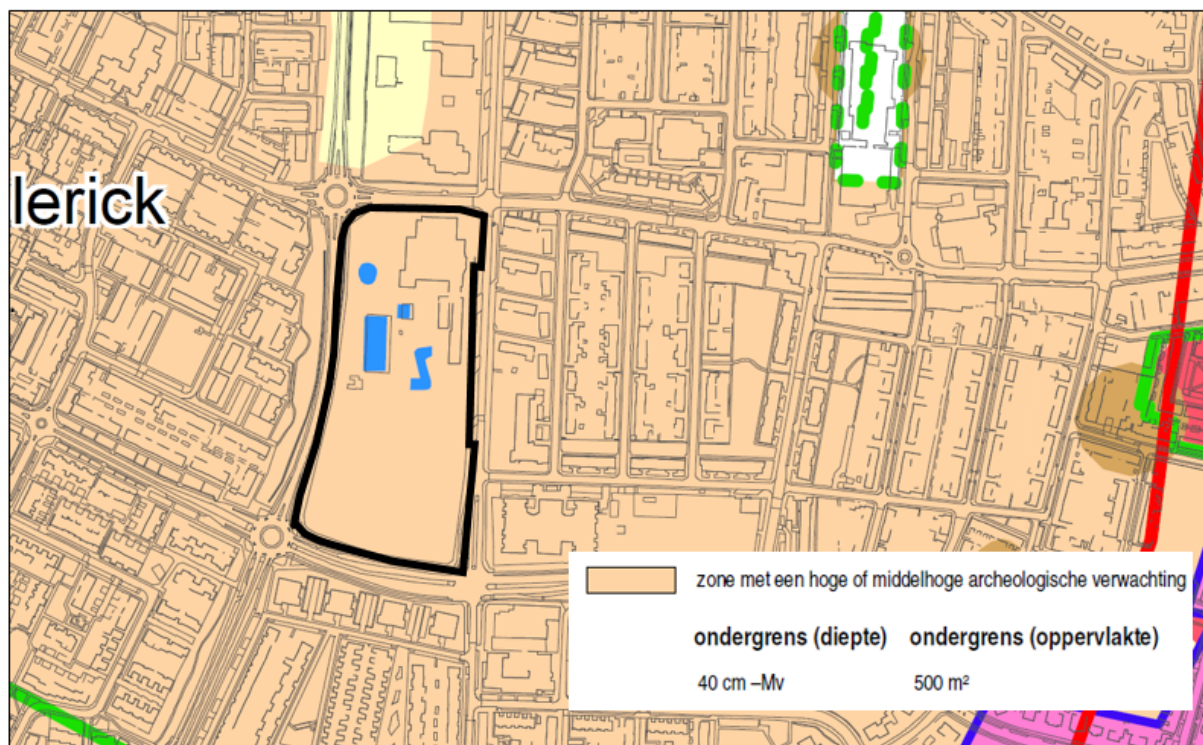 lerick
zone met een hoge of middelhoge archeologische verwachting
ondergrens (diepte) ondergrens (oppervlakte)
40 cm –Mv 500 m²